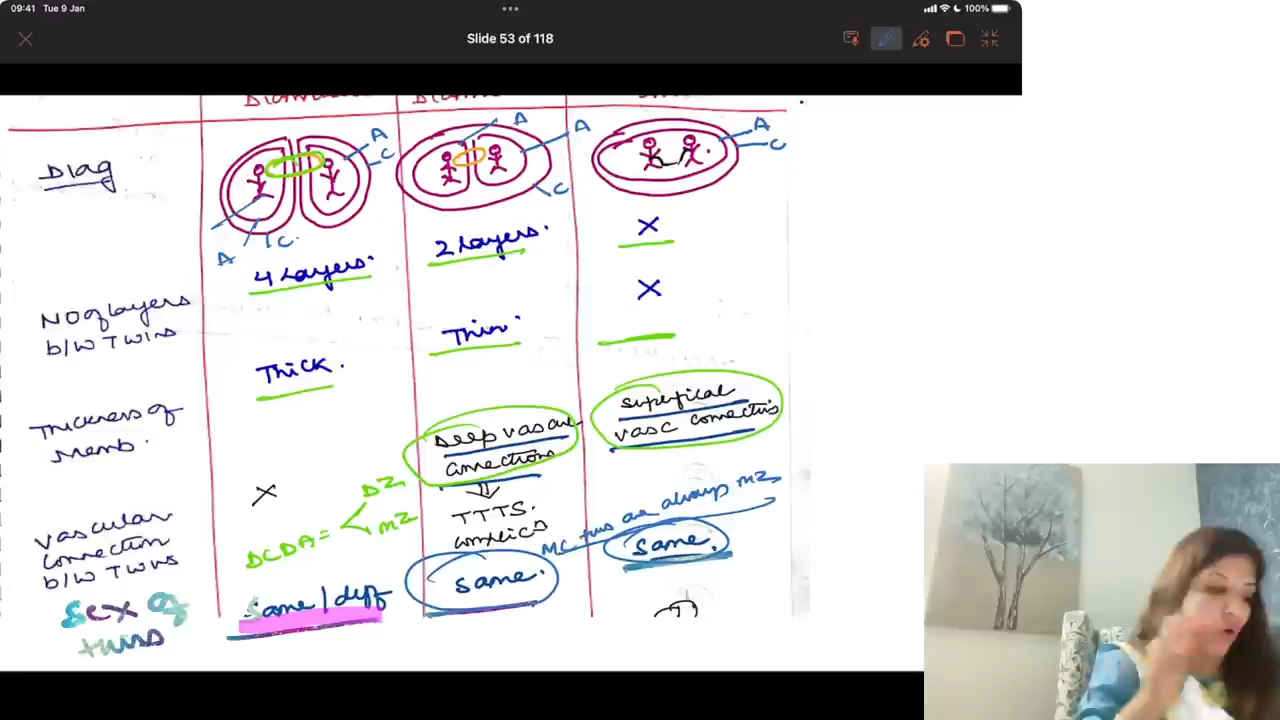 09:41 Tue 9 Jan
100%
Slide 53 of 118
Diag
A
C
A
C
A
A
C
A
C
4 Layers.
2 Layers.
X
No of layers
b/w Twins
X
Thick.
Thin.
Thickness of
Memb.
X
Deep vascular
connections
TTTS.
Superfical
vasc connections
Vascular
connection
b/w Twins
DCDA =
DZ
MZ
MC twins are always MZ
Sex of
twins
Same/diff
Same.
Same.